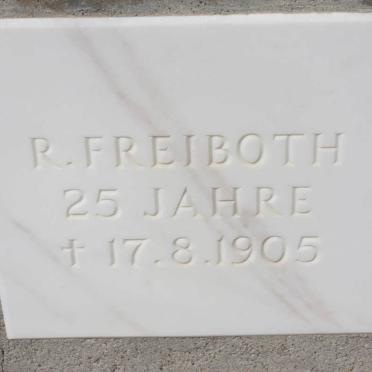 R. FREIBOTH
25 JAHRE
† 17.8.1905